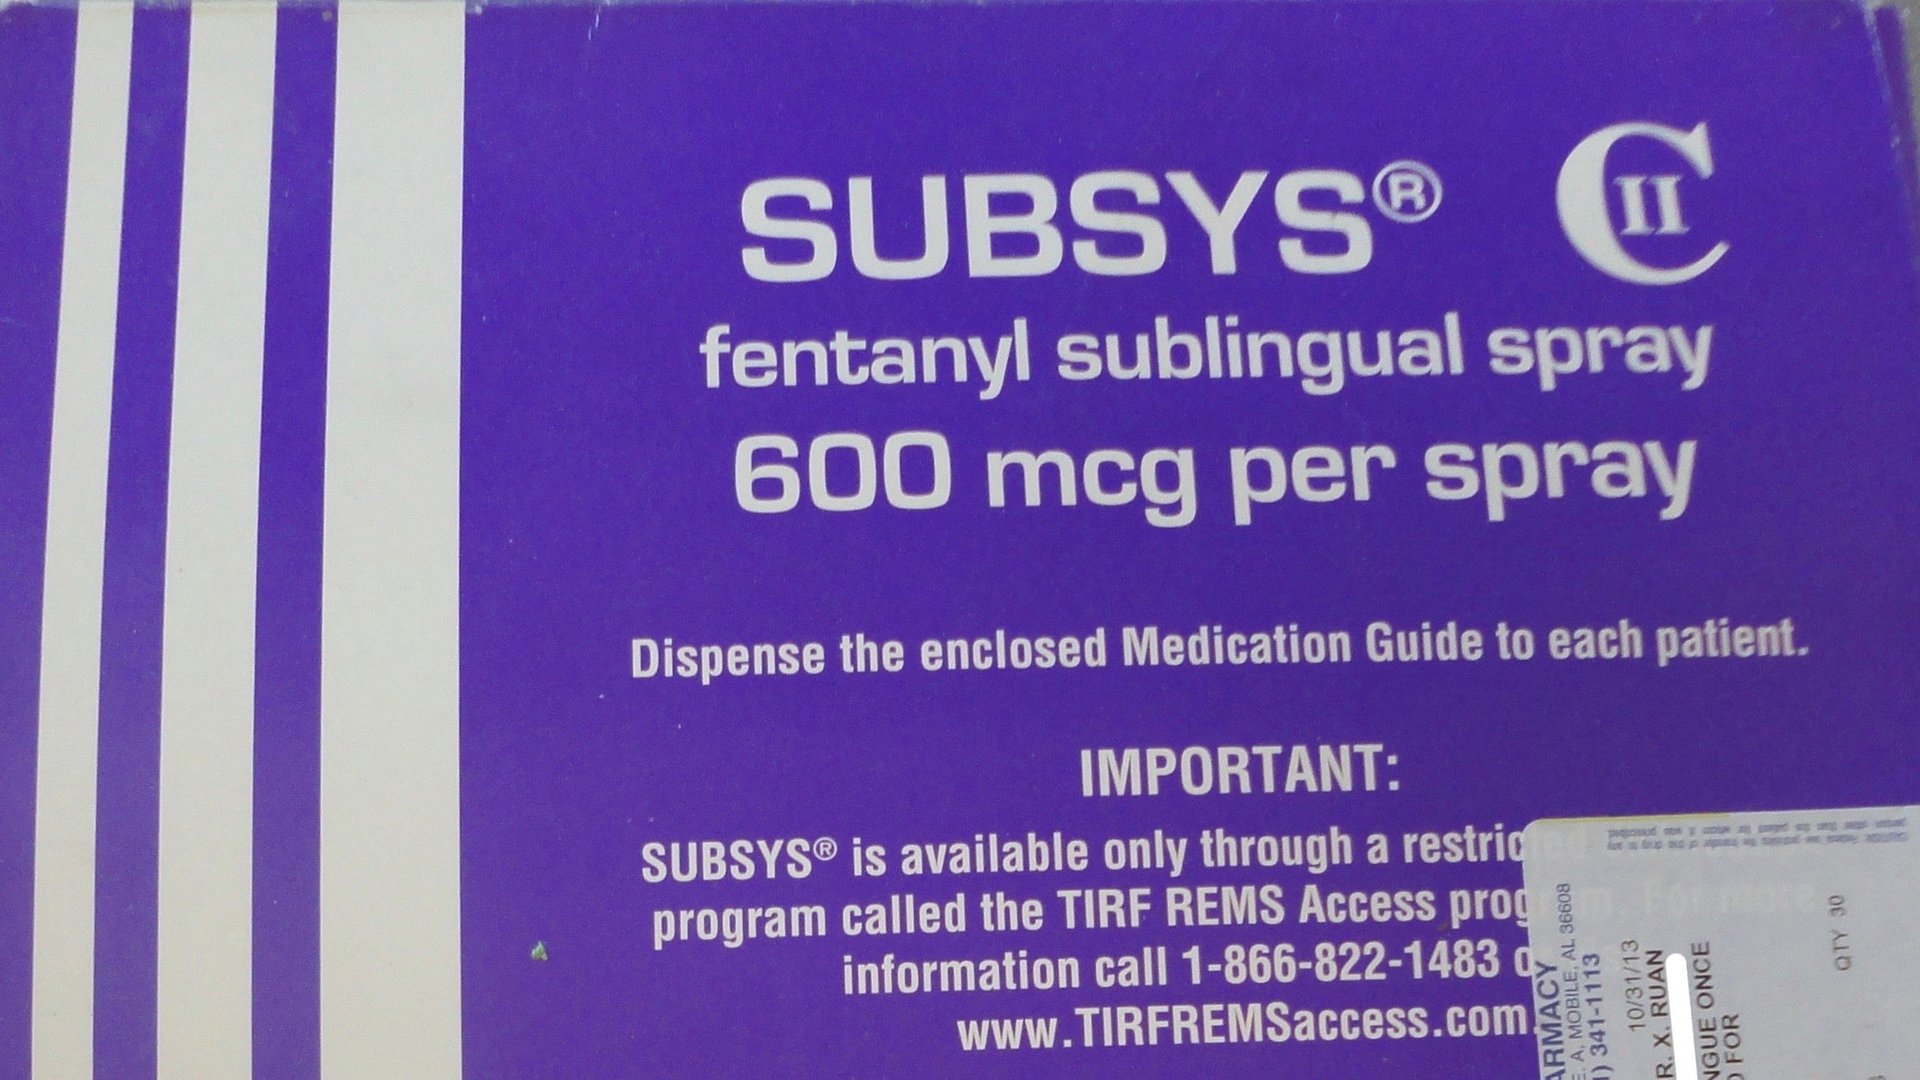 SUBSYS® CII
fentanyl sublingual spray
600 mcg per spray
Dispense the enclosed Medication Guide to each patient.
IMPORTANT:
SUBSYS® is available only through a restric
program called the TIRF REMS Access prog m. For more
information call 1-866-822-1483 o
www.TIRFREMSaccess.com
ARMACY
E. A, MOBILE, AL 36608
) 341-1113
10/31/13
R. X. RUAN
NGUE ONCE
FOR
QTY 30